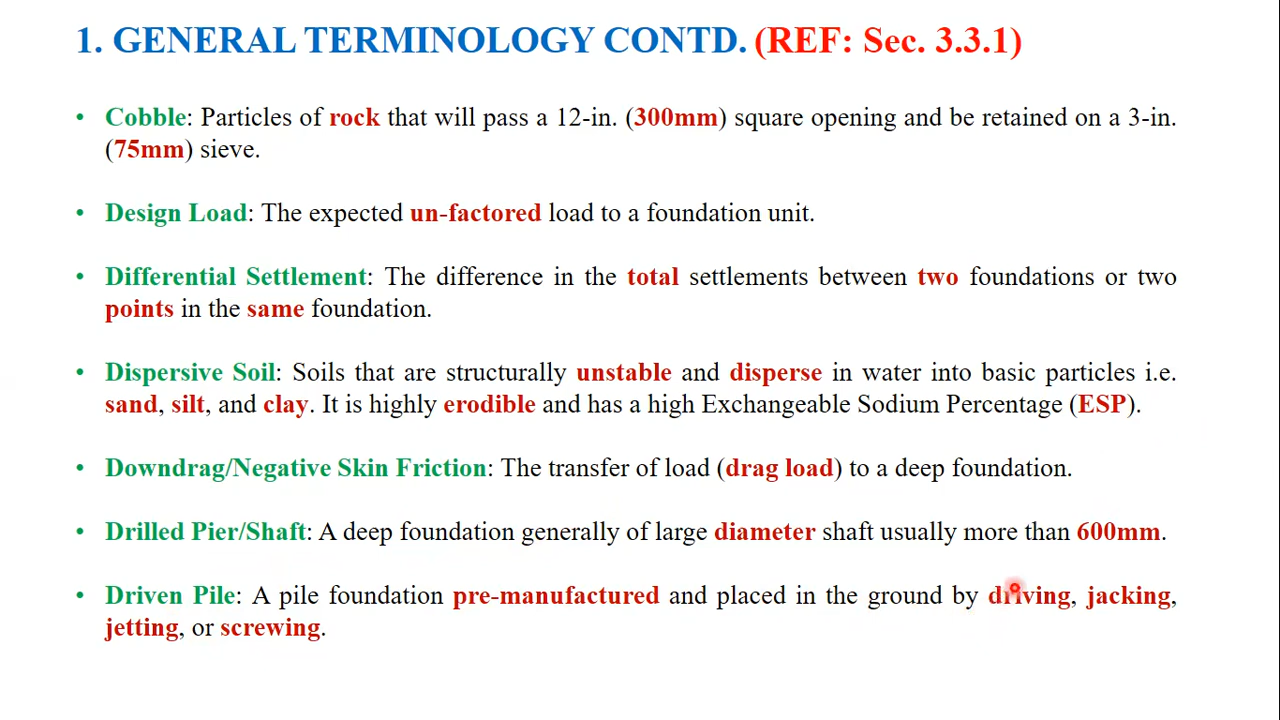 1. GENERAL TERMINOLOGY CONTD. (REF: Sec. 3.3.1)
• Cobble: Particles of rock that will pass a 12-in. (300mm) square opening and be retained on a 3-in.
(75mm) sieve.
• Design Load: The expected un-factored load to a foundation unit.
• Differential Settlement: The difference in the total settlements between two foundations or two
points in the same foundation.
• Dispersive Soil: Soils that are structurally unstable and disperse in water into basic particles i.e.
sand, silt, and clay. It is highly erodible and has a high Exchangeable Sodium Percentage (ESP).
• Downdrag/Negative Skin Friction: The transfer of load (drag load) to a deep foundation.
• Drilled Pier/Shaft: A deep foundation generally of large diameter shaft usually more than 600mm.
• Driven Pile: A pile foundation pre-manufactured and placed in the ground by driving, jacking,
jetting, or screwing.